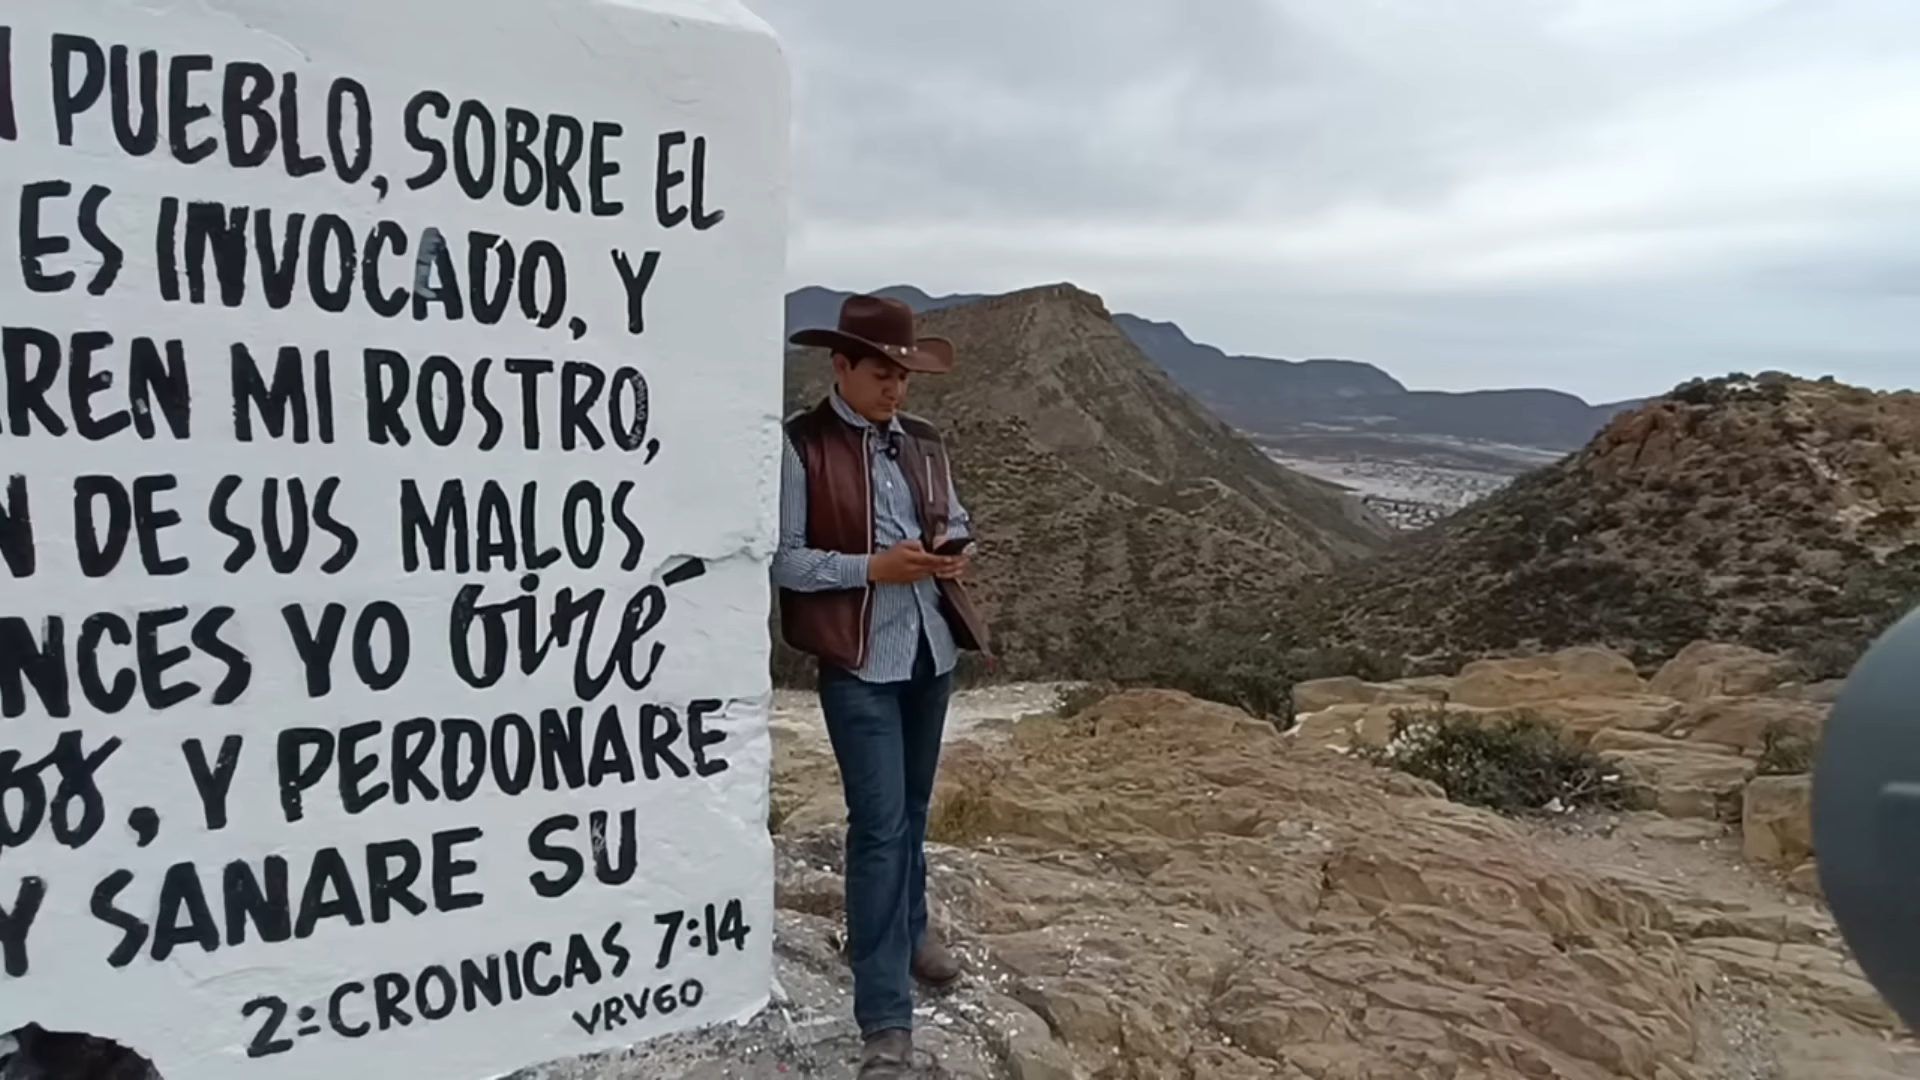 PUEBLO, SOBRE EL
ES INVOCADO, Y
REN MI ROSTRO,
N DE SUS MALOS
NCES YO Oiré
os, Y PERDONARE
Y SANARE SU
2=CRONICAS 7:14
VRV60